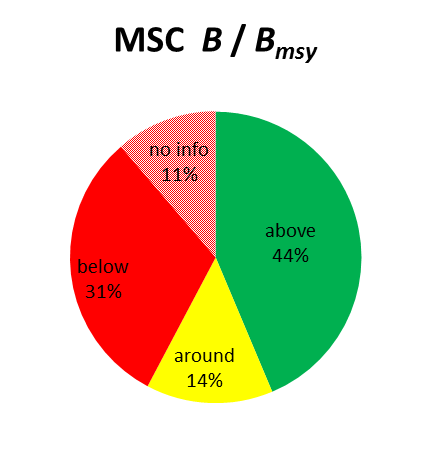 MSC B / Bmsy
no info
11%
above
44%
below
31%
around
14%